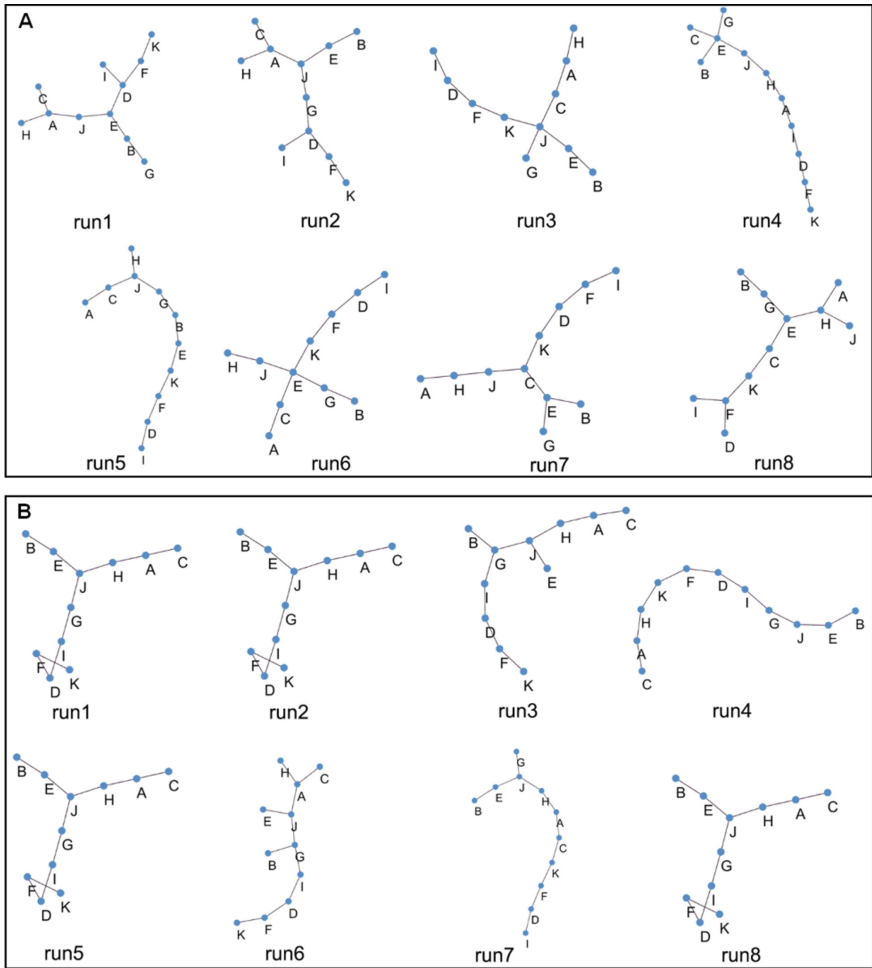 A
K
I
F
C
D
H A J E
B
G
run1
C
B
H A E
J
G
D
I F
K
run2
H
I A
D C
F K J
G E
B
run3
G
C E
B J
H
A
I
D
F
K
run4
H
C J
A G
B
E
K
F
D
I
run5
I
D
F
H J K
E
C G B
A
run6
I
F
D
K
A H J C
E B
G
run7
B A
G E H
J
C
K
I F
D
run8
B
B C
E H A
J
G
I
F K
D
run1
B C
E H A
J
G
I
F K
D
run2
C
B H A
G J
I E
D
F
K
run3
F D
K I
H G B
J E
A
C
run4
B C
E H A
J
G
I
F K
D
run5
H C
A
E J
B G
I
D
K F
run6
G
E J
B H
A
C
K
F
D
I
run7
B C
E H A
J
G
I
F K
D
run8